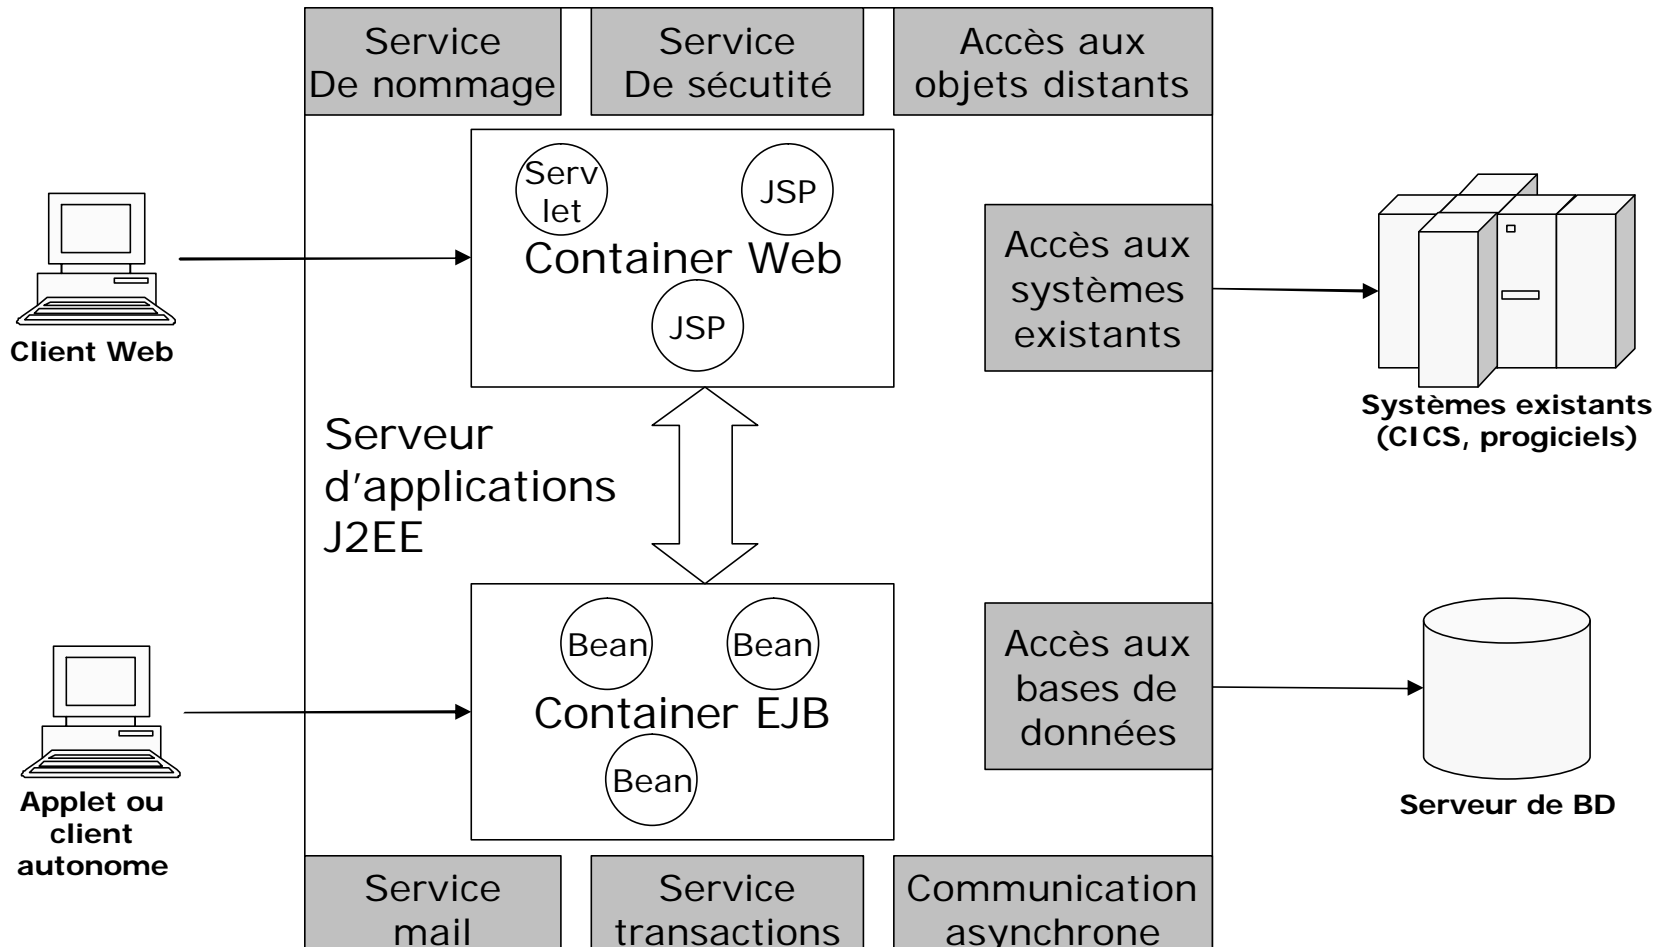 Service
De nommage
Service
De sécutité
Accès aux
objets distants
Serv
let
JSP
Container Web
JSP
Client Web
Accès aux
systèmes
existants
Systèmes existants
(CICS, progiciels)
Serveur
d'applications
J2EE
Bean
Bean
Container EJB
Bean
Applet ou
client
autonome
Accès aux
bases de
données
Serveur de BD
Service
mail
Service
transactions
Communication
asynchrone